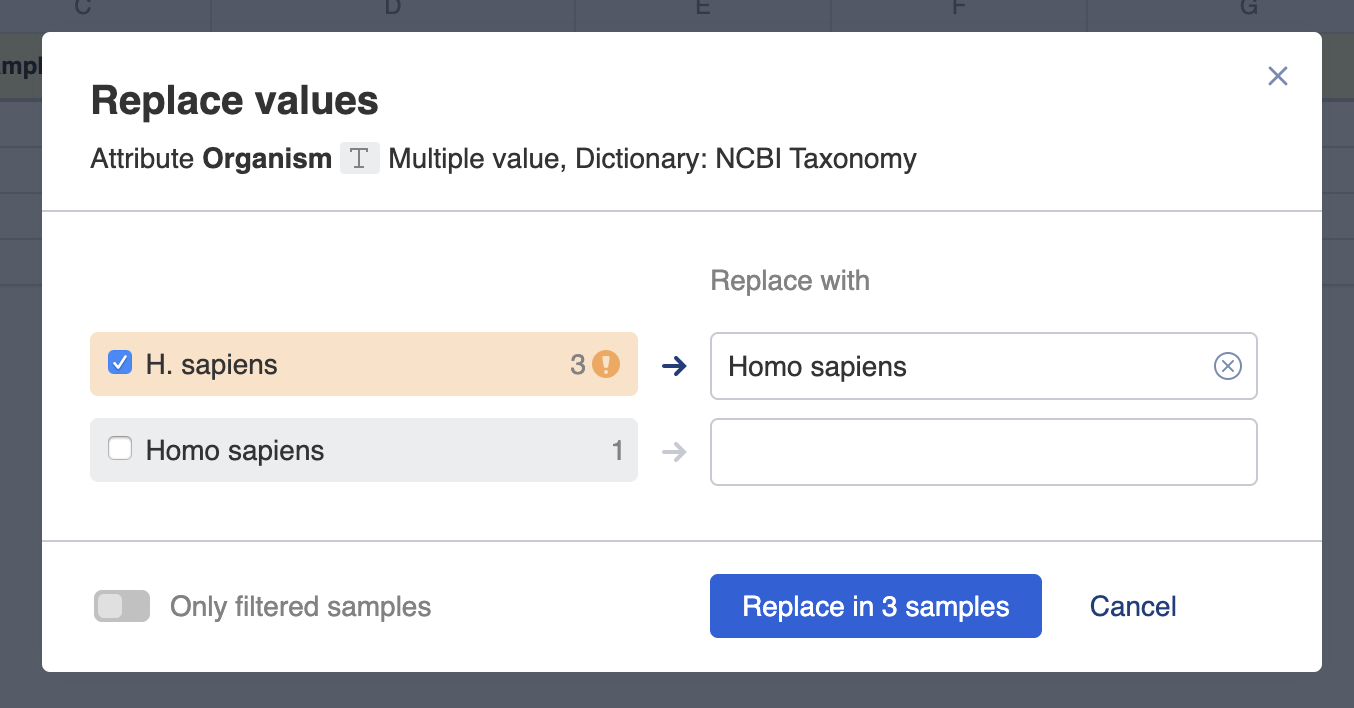 C D E F G
Replace values
Attribute Organism T Multiple value, Dictionary: NCBI Taxonomy
Replace with
H. sapiens 3 ! Homo sapiens
Homo sapiens 1
Only filtered samples Replace in 3 samples Cancel